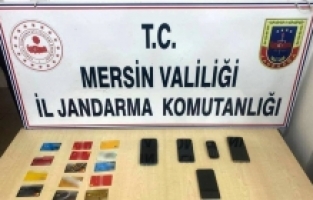 T.C.
MERSİN VALİLİĞİ
İL JANDARMA KOMUTANLIĞI